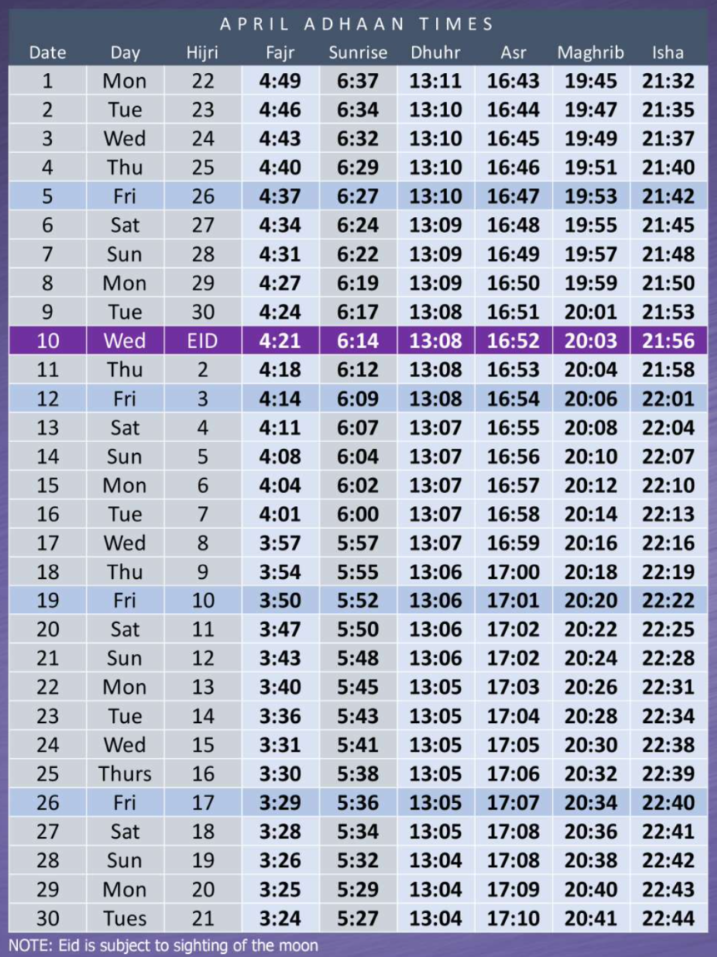 APRIL ADHAAN TIMES
Date Day Hijri Fajr Sunrise Dhuhr Asr Maghrib Isha
1 Mon 22 4:49 6:37 13:11 16:43 19:45 21:32
2 Tue 23 4:46 6:34 13:10 16:44 19:47 21:35
3 Wed 24 4:43 6:32 13:10 16:45 19:49 21:37
4 Thu 25 4:40 6:29 13:10 16:46 19:51 21:40
5 Fri 26 4:37 6:27 13:10 16:47 19:53 21:42
6 Sat 27 4:34 6:24 13:09 16:48 19:55 21:45
7 Sun 28 4:31 6:22 13:09 16:49 19:57 21:48
8 Mon 29 4:27 6:19 13:09 16:50 19:59 21:50
9 Tue 30 4:24 6:17 13:08 16:51 20:01 21:53
10 Wed EID 4:21 6:14 13:08 16:52 20:03 21:56
11 Thu 2 4:18 6:12 13:08 16:53 20:04 21:58
12 Fri 3 4:14 6:09 13:08 16:54 20:06 22:01
13 Sat 4 4:11 6:07 13:07 16:55 20:08 22:04
14 Sun 5 4:08 6:04 13:07 16:56 20:10 22:07
15 Mon 6 4:04 6:02 13:07 16:57 20:12 22:10
16 Tue 7 4:01 6:00 13:07 16:58 20:14 22:13
17 Wed 8 3:57 5:57 13:07 16:59 20:16 22:16
18 Thu 9 3:54 5:55 13:06 17:00 20:18 22:19
19 Fri 10 3:50 5:52 13:06 17:01 20:20 22:22
20 Sat 11 3:47 5:50 13:06 17:02 20:22 22:25
21 Sun 12 3:43 5:48 13:06 17:02 20:24 22:28
22 Mon 13 3:40 5:45 13:05 17:03 20:26 22:31
23 Tue 14 3:36 5:43 13:05 17:04 20:28 22:34
24 Wed 15 3:31 5:41 13:05 17:05 20:30 22:38
25 Thurs 16 3:30 5:38 13:05 17:06 20:32 22:39
26 Fri 17 3:29 5:36 13:05 17:07 20:34 22:40
27 Sat 18 3:28 5:34 13:05 17:08 20:36 22:41
28 Sun 19 3:26 5:32 13:04 17:08 20:38 22:42
29 Mon 20 3:25 5:29 13:04 17:09 20:40 22:43
30 Tues 21 3:24 5:27 13:04 17:10 20:41 22:44
NOTE: Eid is subject to sighting of the moon